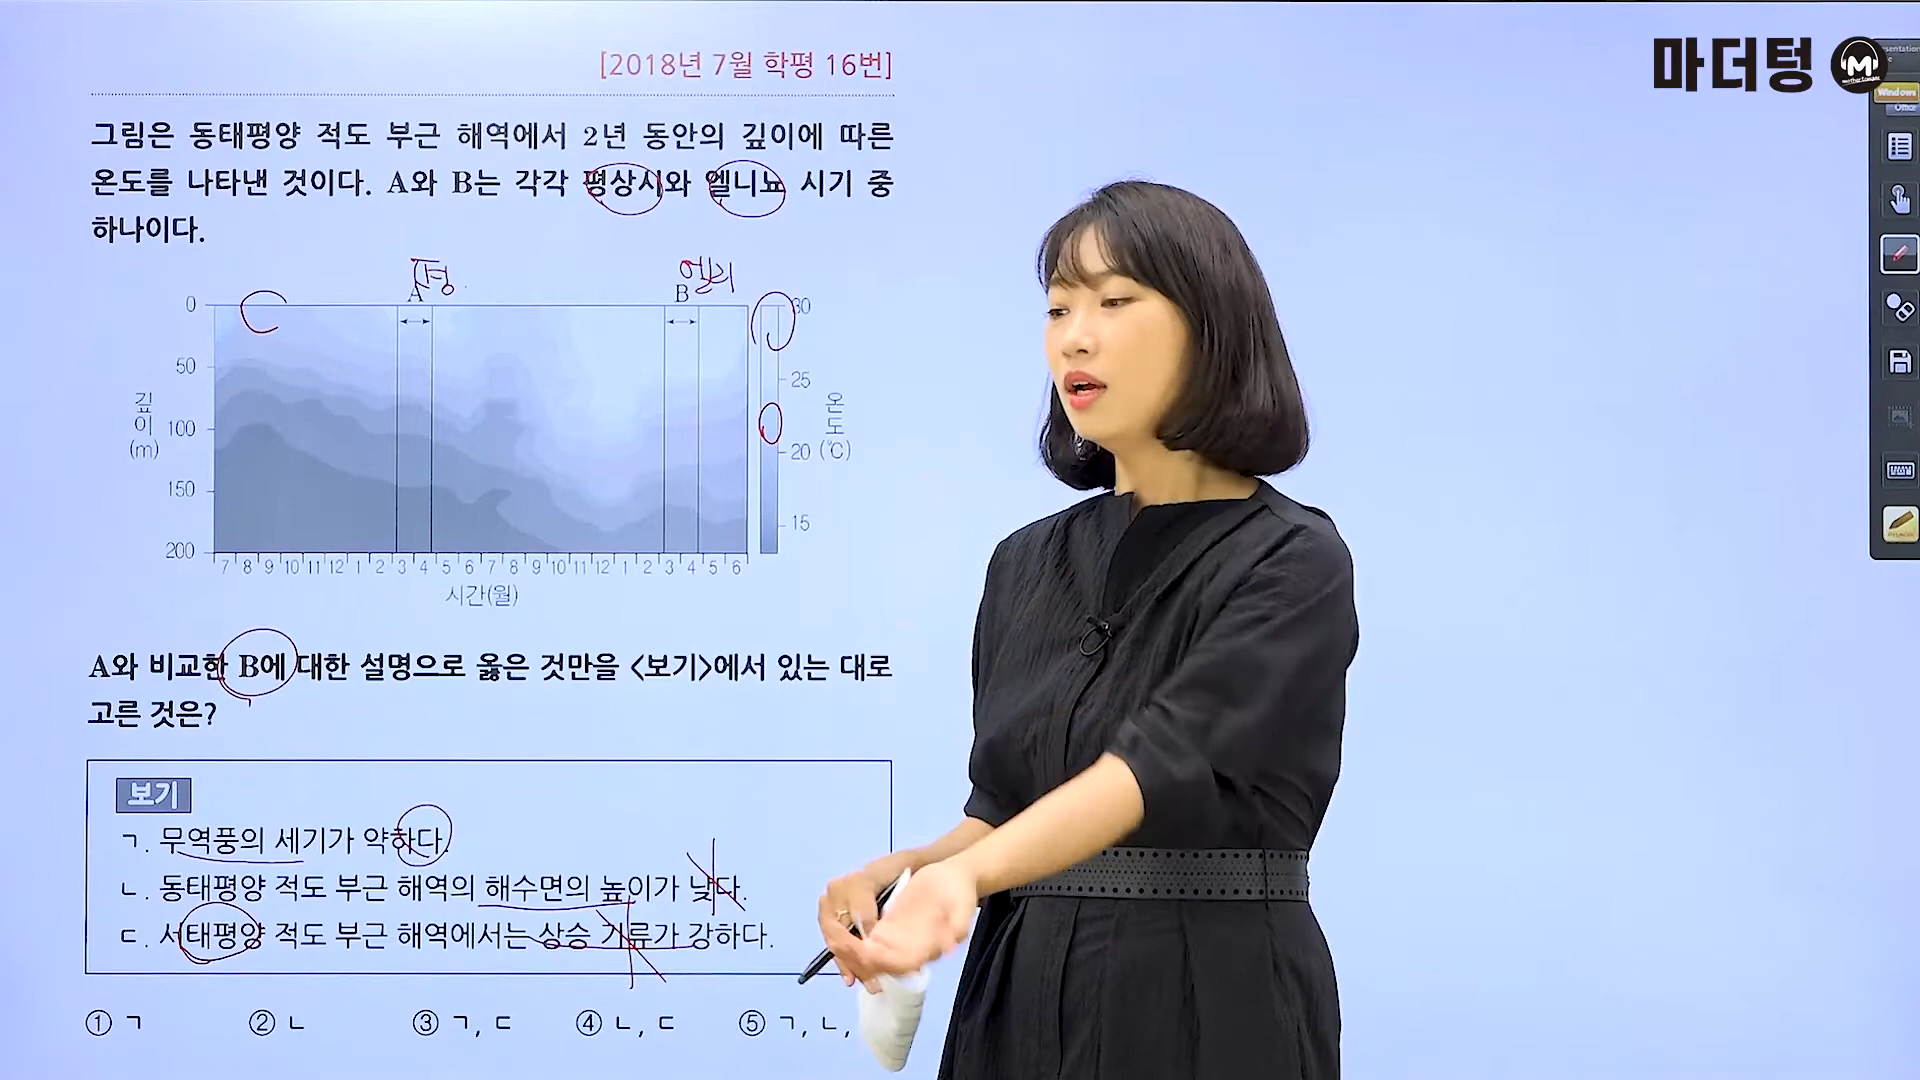 마더텅
[2018년 7월 학평 16번]
그림은 동태평양 적도 부근 해역에서 2년 동안의 깊이에 따른
온도를 나타낸 것이다. A와 B는 각각 평상시와 엘니뇨 시기 중
하나이다.
평
엘니
A
B
0
50
100
150
200
깊이
(m)
30
25
20
15
온도
(℃)
7 8 9 10 11 12 1 2 3 4 5 6 7 8 9 10 11 12 1 2 3 4 5 6
시간(월)
A와 비교한 B에 대한 설명으로 옳은 것만을 <보기>에서 있는 대로
고른 것은?
보기
ㄱ. 무역풍의 세기가 약하다.
ㄴ. 동태평양 적도 부근 해역의 해수면의 높이가 낮다.
ㄷ. 서태평양 적도 부근 해역에서는 상승 기류가 강하다.
① ㄱ ② ㄴ ③ ㄱ, ㄷ ④ ㄴ, ㄷ ⑤ ㄱ, ㄴ,
Windows
Office